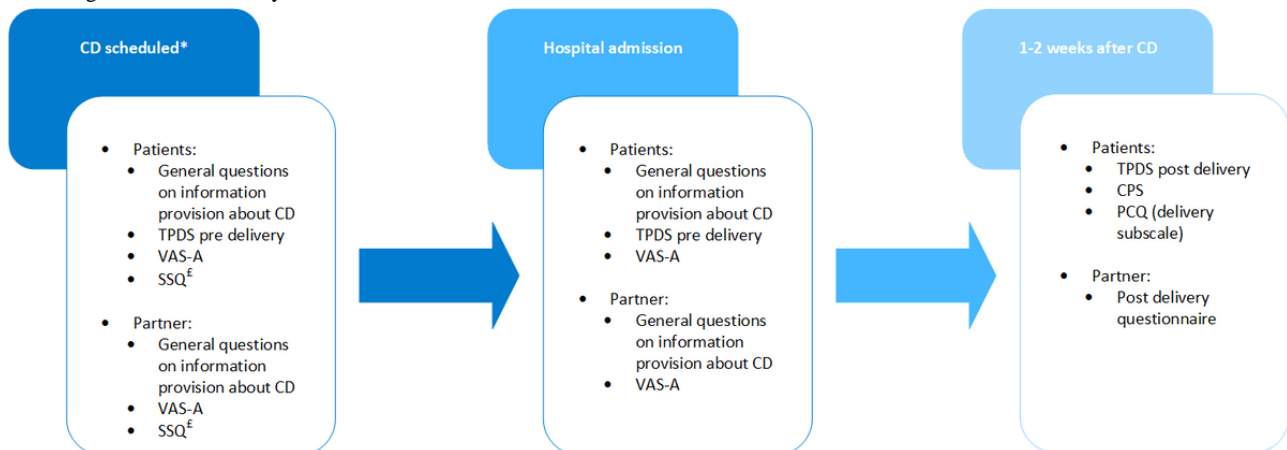 CD scheduled*
• Patients:
• General questions
on information
provision about CD
• TPDS pre delivery
• VAS-A
• SSQ£
• Partner:
• General questions
on information
provision about CD
• VAS-A
• SSQ£
Hospital admission
• Patients:
• General questions
on information
provision about CD
• TPDS pre delivery
• VAS-A
• Partner:
• General questions
on information
provision about CD
• VAS-A
1-2 weeks after CD
• Patients:
• TPDS post delivery
• CPS
• PCQ (delivery
subscale)
• Partner:
• Post delivery
questionnaire